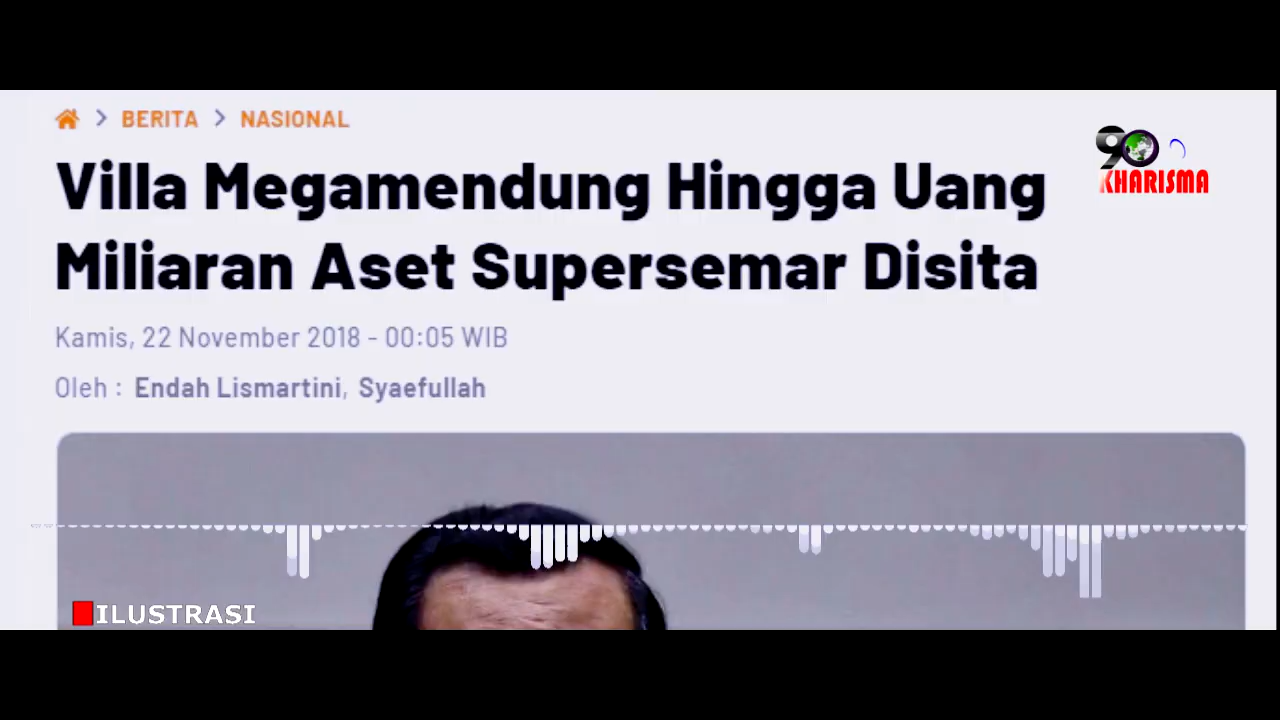 BERITA > NASIONAL
90
KHARISMA
Villa Megamendung Hingga Uang
Miliaran Aset Supersemar Disita
Kamis, 22 November 2018 - 00:05 WIB
Oleh : Endah Lismartini, Syaefullah
ILUSTRASI